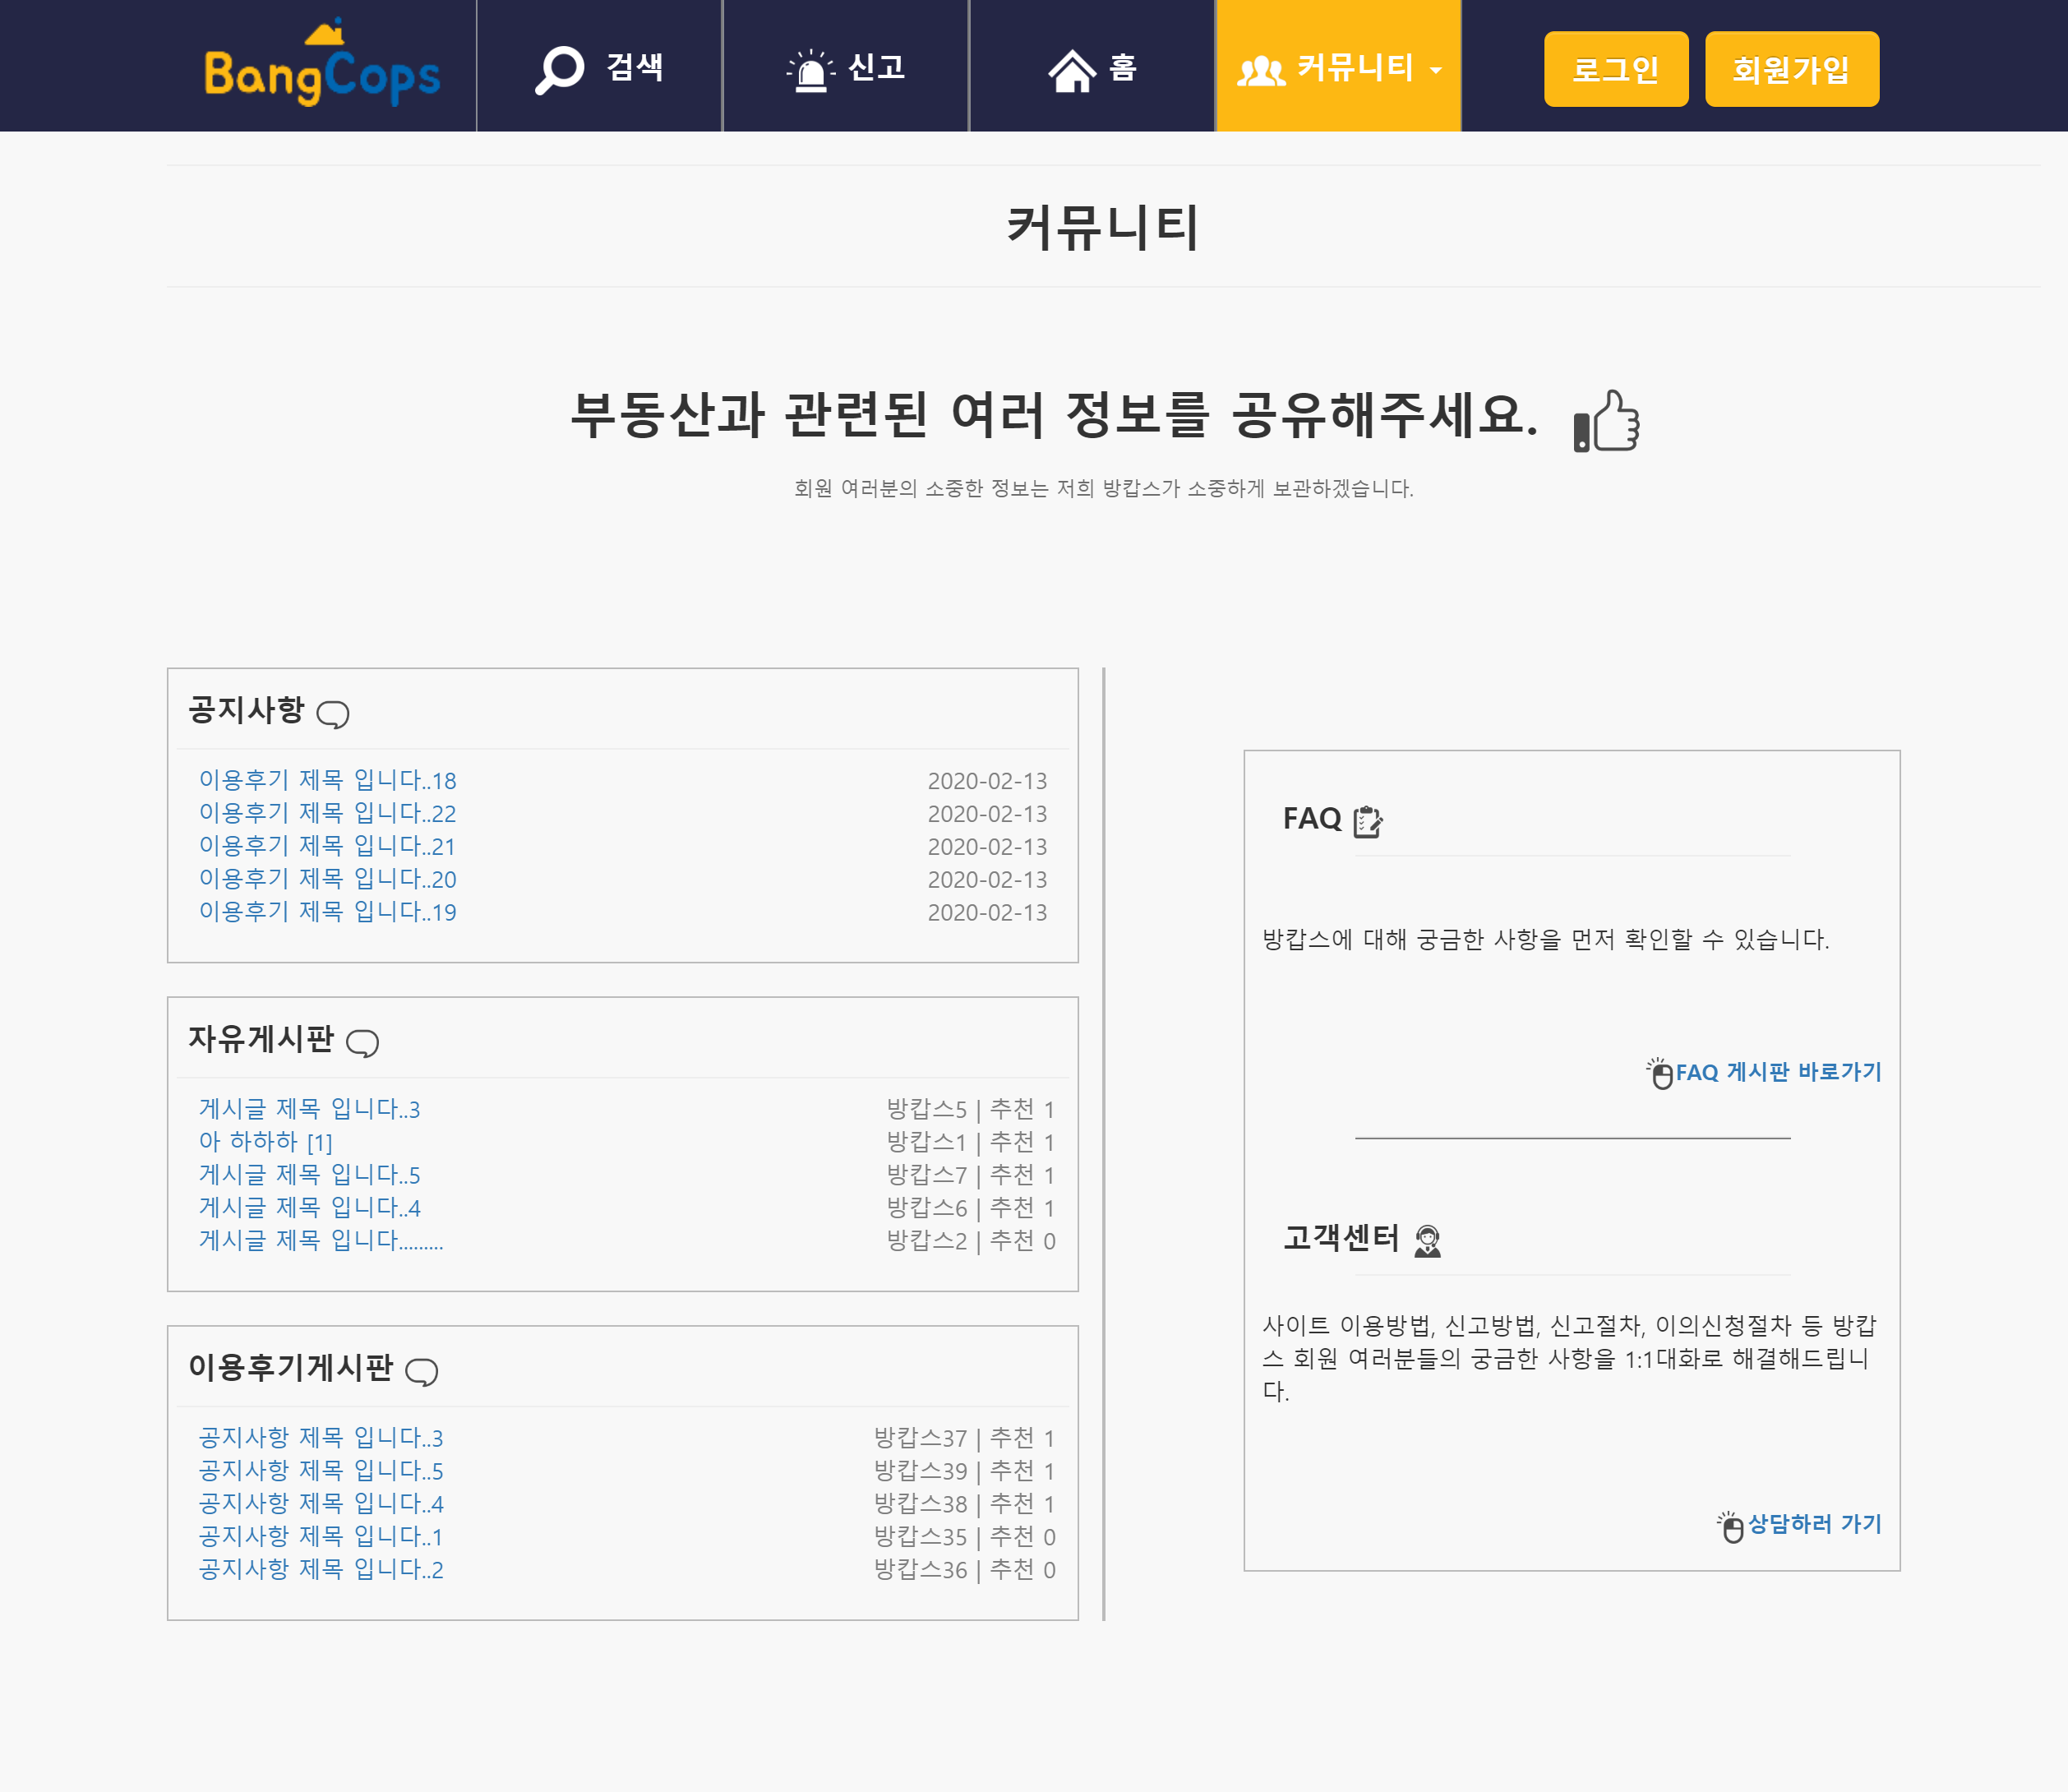 BangCops
검색
신고
홈
커뮤니티
로그인
회원가입
커뮤니티
부동산과 관련된 여러 정보를 공유해주세요.
회원 여러분의 소중한 정보는 저희 방캅스가 소중하게 보관하겠습니다.
공지사항
이용후기 제목 입니다..18 2020-02-13
이용후기 제목 입니다..22 2020-02-13
이용후기 제목 입니다..21 2020-02-13
이용후기 제목 입니다..20 2020-02-13
이용후기 제목 입니다..19 2020-02-13
자유게시판
게시글 제목 입니다..3 방캅스5 | 추천 1
아 하하하 [1] 방캅스1 | 추천 1
게시글 제목 입니다..5 방캅스7 | 추천 1
게시글 제목 입니다..4 방캅스6 | 추천 1
게시글 제목 입니다......... 방캅스2 | 추천 0
이용후기게시판
공지사항 제목 입니다..3 방캅스37 | 추천 1
공지사항 제목 입니다..5 방캅스39 | 추천 1
공지사항 제목 입니다..4 방캅스38 | 추천 1
공지사항 제목 입니다..1 방캅스35 | 추천 0
공지사항 제목 입니다..2 방캅스36 | 추천 0
FAQ
방캅스에 대해 궁금한 사항을 먼저 확인할 수 있습니다.
FAQ 게시판 바로가기
고객센터
사이트 이용방법, 신고방법, 신고절차, 이의신청절차 등 방캅
스 회원 여러분들의 궁금한 사항을 1:1대화로 해결해드립니
다.
상담하러 가기